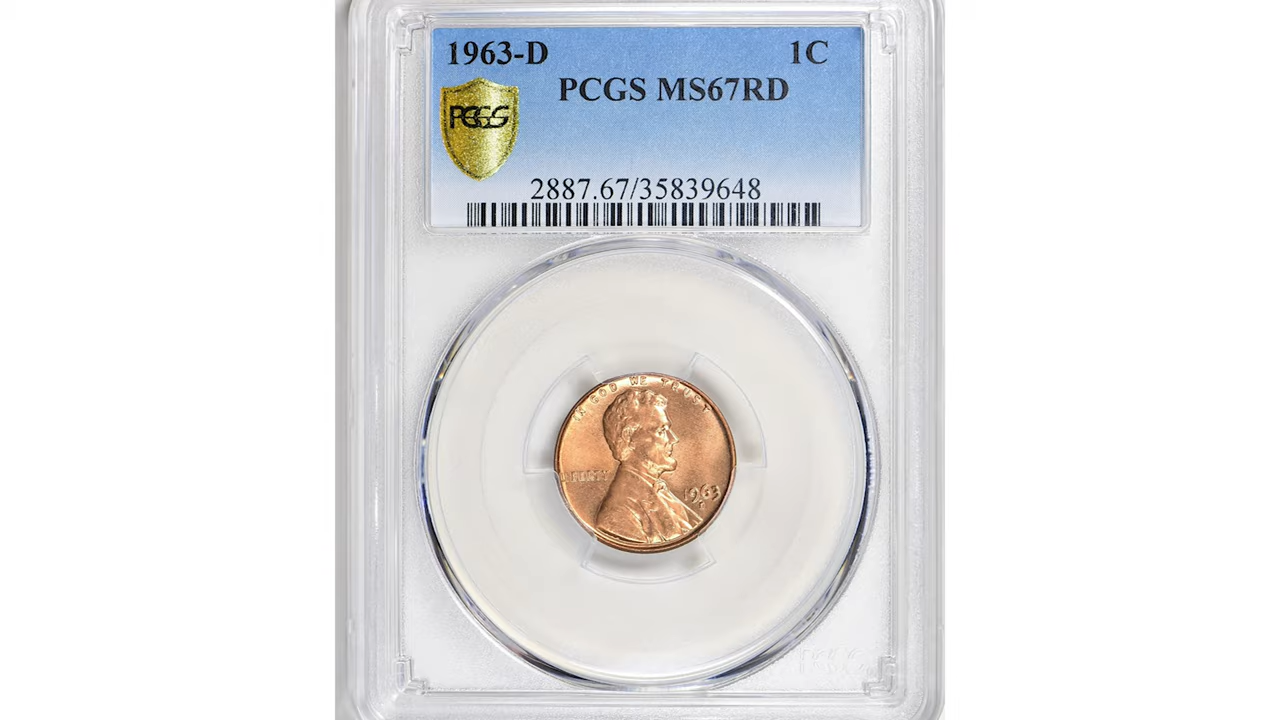 1963-D 1C
PCGS MS67RD
PCGS
2887.67/35839648
IN GOD WE TRUST
LIBERTY
1963
D